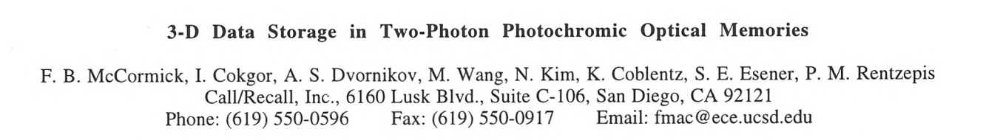 3-D Data Storage in Two-Photon Photochromic Optical Memories
F. B. McCormick, I. Cokgor, A. S. Dvornikov, M. Wang, N. Kim, K. Coblentz, S. E. Esener, P. M. Rentzepis
Call/Recall, Inc., 6160 Lusk Blvd., Suite C-106, San Diego, CA 92121
Phone: (619) 550-0596 Fax: (619) 550-0917 Email: fmac@ece.ucsd.edu